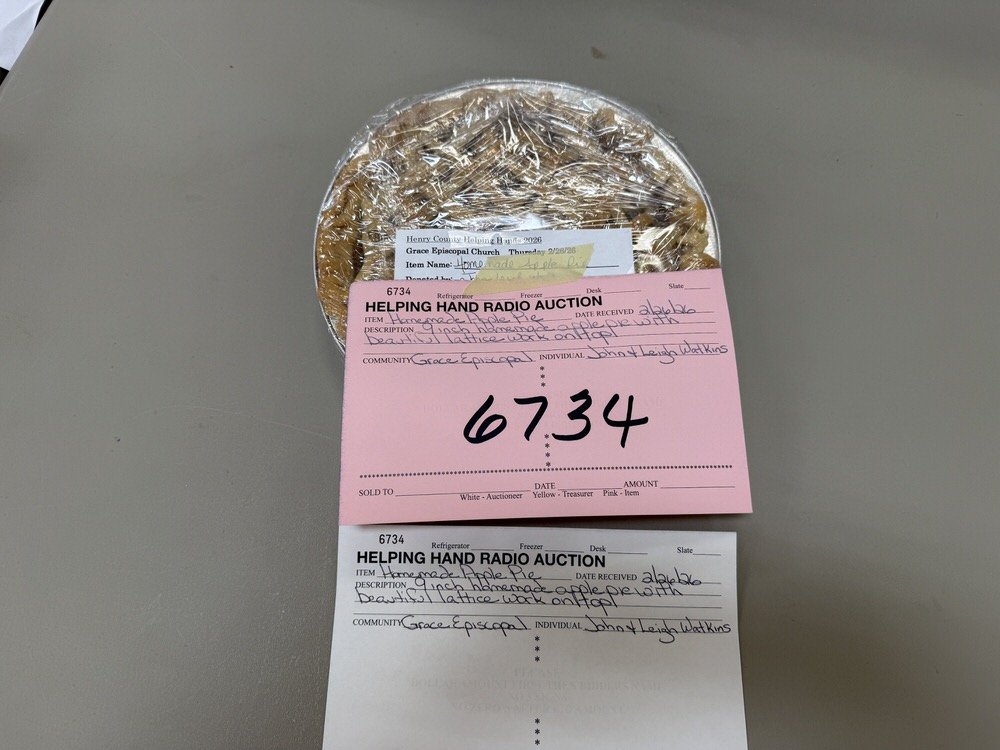 Henry County Helping Hands 2026
Grace Episcopal Church Thursday 2/26/26
Item Name: Homemade Apple Pie
Donated by:
6734
Refrigerator Freezer Desk Slate
HELPING HAND RADIO AUCTION
ITEM Homemade Apple Pie DATE RECEIVED 2/26/26
DESCRIPTION 9 inch homemade apple pie with
beautiful lattice work on top!
COMMUNITY Grace Episcopal INDIVIDUAL John & Leigh Watkins
6734
SOLD TO DATE AMOUNT
White - Auctioneer Yellow - Treasurer Pink - Item
6734
Refrigerator Freezer Desk Slate
HELPING HAND RADIO AUCTION
ITEM Homemade Apple Pie DATE RECEIVED 2/26/26
DESCRIPTION 9 inch homemade apple pie with
beautiful lattice work on top!
COMMUNITY Grace Episcopal INDIVIDUAL John & Leigh Watkins